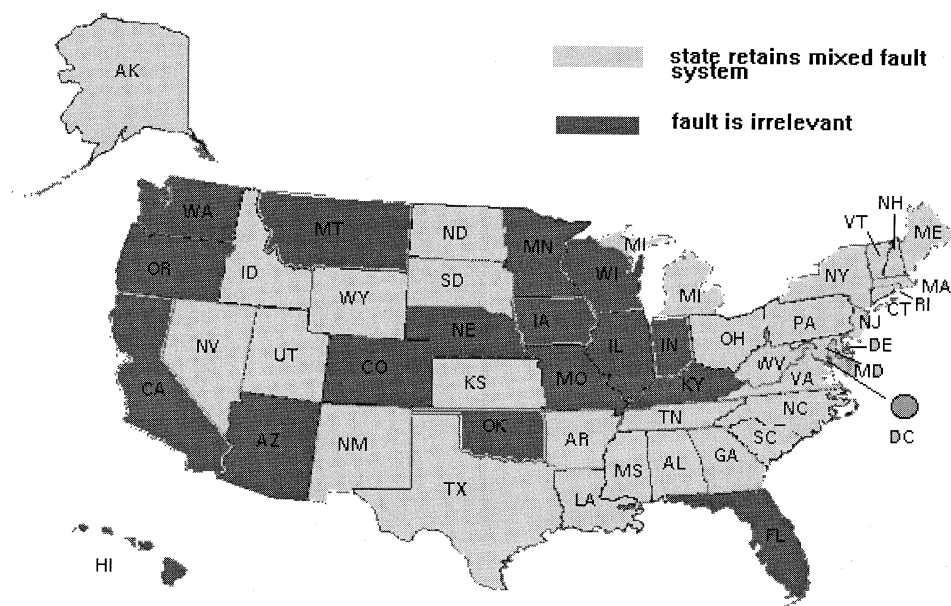 AK
state retains mixed fault
system
fault is irrelevant
NH
VT
ME
WA
MT
ND
MN
MI
OR
ID
SD
WI
NY
MA
WY
MI
CT RI
IA
NE
PA
NJ
OH
NV
UT
IL
IN
DE
CO
WV
MD
KS
MO
KY
VA
CA
NC
TN
DC
OK
AZ
NM
AR
SC
GA
MS
AL
TX
LA
FL
HI